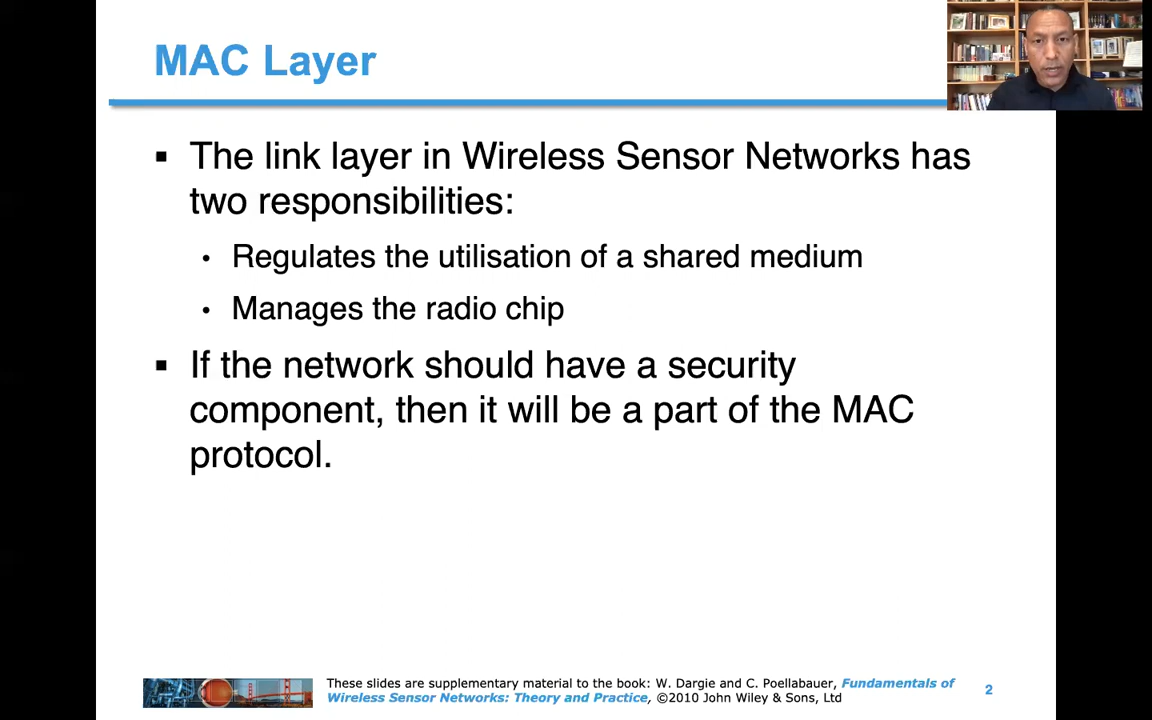 MAC Layer
▪ The link layer in Wireless Sensor Networks has
two responsibilities:
• Regulates the utilisation of a shared medium
• Manages the radio chip
▪ If the network should have a security
component, then it will be a part of the MAC
protocol.
These slides are supplementary material to the book: W. Dargie and C. Poellabauer, Fundamentals of
Wireless Sensor Networks: Theory and Practice, ©2010 John Wiley & Sons, Ltd
2